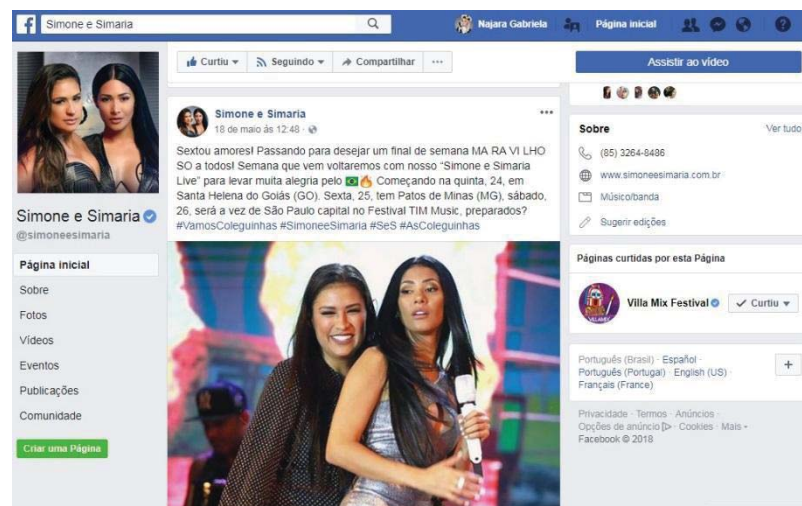 Simone e Simaria
Najara Gabriela
Página inicial
Simone e Simaria
@simoneesimaria
Página inicial
Sobre
Fotos
Vídeos
Eventos
Publicações
Comunidade
Criar uma Página
Curtiu
Seguindo
Compartilhar
Simone e Simaria
18 de maio às 12:48
Sextou amores! Passando para desejar um final de semana MA RA VI LHO
SO a todos! Semana que vem voltaremos com nosso "Simone e Simaria
Live" para levar muita alegria pelo 🇧🇷🔥 Começando na quinta, 24, em
Santa Helena do Goiás (GO). Sexta, 25, tem Patos de Minas (MG), sábado,
26, será a vez de São Paulo capital no Festival TIM Music, preparados?
#VamosColeguinhas #SimoneeSimaria #SeS #AsColeguinhas
Assistir ao vídeo
Sobre Ver tudo
(85) 3264-8486
www.simoneesimaria.com.br
Músico/banda
Sugerir edições
Páginas curtidas por esta Página
Villa Mix Festival
Curtiu
Português (Brasil) · Español ·
Português (Portugal) · English (US) ·
Français (France)
Privacidade · Termos · Anúncios ·
Opções de anúncio · Cookies · Mais
Facebook © 2018